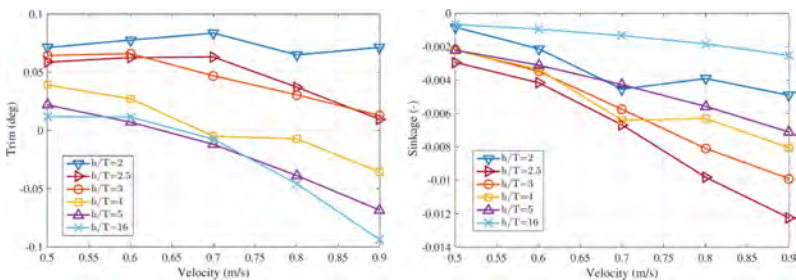 0.1
0.05
0
-0.05
-0.1
Trim (deg)
h/T=2
h/T=2.5
h/T=3
h/T=4
h/T=5
h/T=16
0.5 0.55 0.6 0.65 0.7 0.75 0.8 0.85 0.9
Velocity (m/s)
0
-0.002
-0.004
-0.006
-0.008
-0.01
-0.012
-0.014
Sinkage (-)
h/T=2
h/T=2.5
h/T=3
h/T=4
h/T=5
h/T=16
0.5 0.55 0.6 0.65 0.7 0.75 0.8 0.85 0.9
Velocity (m/s)